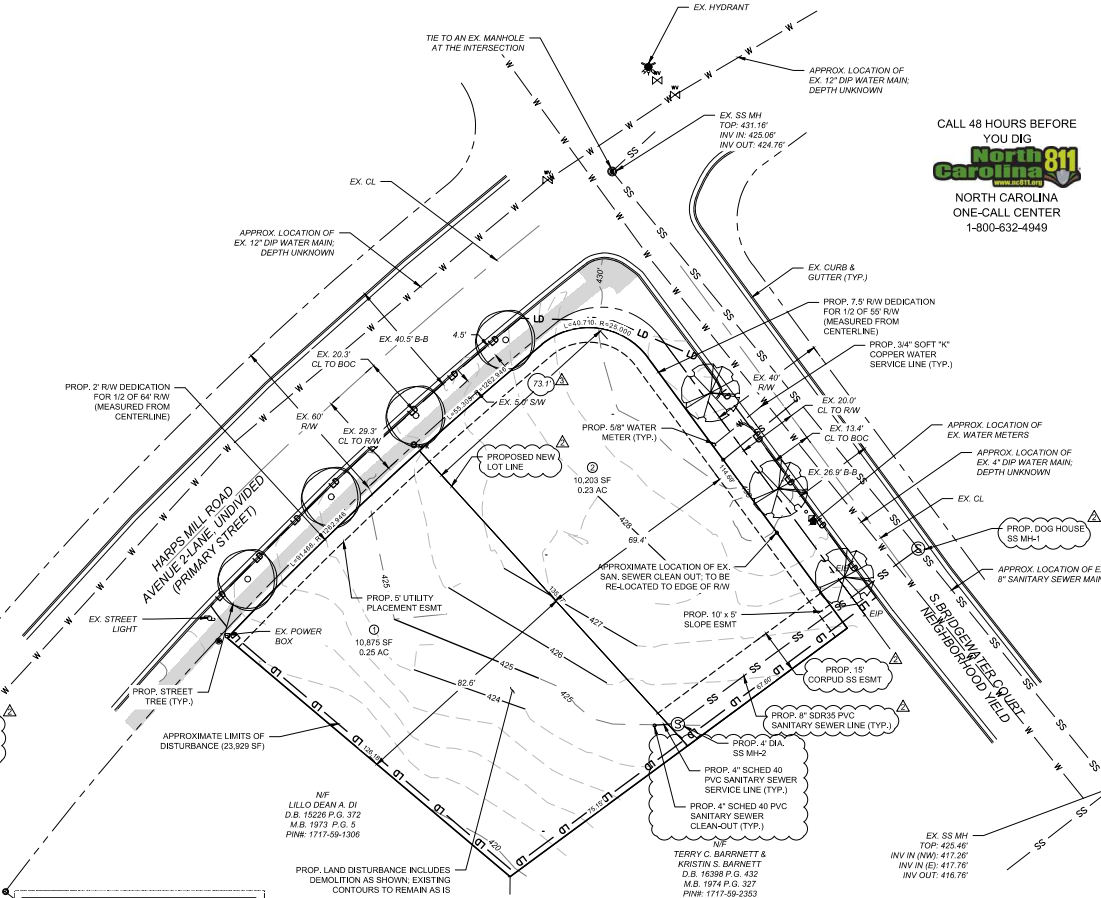 EX. HYDRANT
TIE TO AN EX. MANHOLE
AT THE INTERSECTION
APPROX. LOCATION OF
EX. 12" DIP WATER MAIN;
DEPTH UNKNOWN
EX. SS MH
TOP: 431.16'
INV IN: 425.06'
INV OUT: 424.76'
CALL 48 HOURS BEFORE
YOU DIG
North
Carolina 811
www.nc811.org
NORTH CAROLINA
ONE-CALL CENTER
1-800-632-4949
EX. CL
APPROX. LOCATION OF
EX. 12" DIP WATER MAIN;
DEPTH UNKNOWN
EX. CURB &
GUTTER (TYP.)
PROP. 7.5' R/W DEDICATION
FOR 1/2 OF 55' R/W
(MEASURED FROM
CENTERLINE)
PROP. 3/4" SOFT "K"
COPPER WATER
SERVICE LINE (TYP.)
430'
L=40.710, R=25.000
4.5'
EX. 40.5' B-B
EX. 20.3'
CL TO BOC
73.1'
EX. 5.0' S/W
PROP. 2' R/W DEDICATION
FOR 1/2 OF 64' R/W
(MEASURED FROM
CENTERLINE)
EX. 60'
R/W
EX. 29.3'
CL TO R/W
EX. 40'
R/W
EX. 20.0'
CL TO R/W
EX. 13.4'
CL TO BOC
EX. 26.9' B-B
PROP. 5/8" WATER
METER (TYP.)
114.69'
APPROX. LOCATION OF
EX. WATER METERS
APPROX. LOCATION OF
EX. 4" DIP WATER MAIN;
DEPTH UNKNOWN
EX. CL
PROPOSED NEW
LOT LINE
2
10,203 SF
0.23 AC
428
69.4'
HARPS MILL ROAD
AVENUE 2-LANE, UNDIVIDED
(PRIMARY STREET)
PROP. DOG HOUSE
SS MH-1
APPROX. LOCATION OF EX
8" SANITARY SEWER MAIN
APPROXIMATE LOCATION OF EX.
SAN, SEWER CLEAN OUT; TO BE
RE-LOCATED TO EDGE OF R/W
EIP
EIP
425
PROP. 5' UTILITY
PLACEMENT ESMT
PROP. 10' x 5'
SLOPE ESMT
S BRIDGEWATER COURT
NEIGHBORHOOD YIELD
EX. STREET
LIGHT
EX. POWER
BOX
1
10,875 SF
0.25 AC
427
426
425
425
424
82.6'
PROP. 15'
CORPUD SS ESMT
67.60'
PROP. STREET
TREE (TYP.)
PROP. 8" SDR35 PVC
SANITARY SEWER LINE (TYP.)
APPROXIMATE LIMITS OF
DISTURBANCE (23,929 SF)
PROP. 4' DIA.
SS MH-2
PROP. 4" SCHED 40
PVC SANITARY SEWER
SERVICE LINE (TYP.)
PROP. 4" SCHED 40 PVC
SANITARY SEWER
CLEAN-OUT (TYP.)
75.15'
420
N/F
LILLO DEAN A. DI
D.B. 15226 P.G. 372
M.B. 1973 P.G. 5
PIN#: 1717-59-1306
N/F
TERRY C. BARRNETT &
KRISTIN S. BARNETT
D.B. 16398 P.G. 432
M.B. 1974 P.G. 327
PIN#: 1717-59-2353
PROP. LAND DISTURBANCE INCLUDES
DEMOLITION AS SHOWN; EXISTING
CONTOURS TO REMAIN AS IS
EX. SS MH
TOP: 425.46'
INV IN (NW): 417.26'
INV IN (E): 417.76'
INV OUT: 416.76'